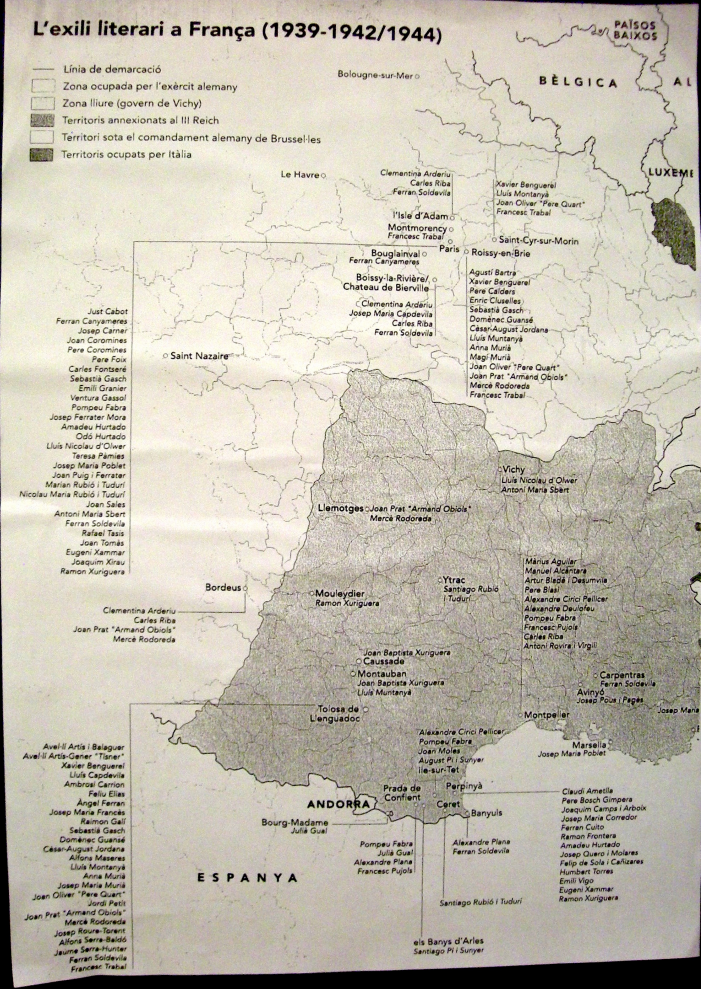 L'exili literari a França (1939-1942/1944)
Línia de demarcació
Zona ocupada per l'exèrcit alemany
Zona lliure (govern de Vichy)
Territoris annexionats al III Reich
Territori sota el comandament alemany de Brussel·les
Territoris ocupats per Itàlia
PAÏSOS
BAIXOS
Bolougne-sur-Mer
BÈLGICA
AL
LUXEME
Le Havre
Clementina Arderiu
Carles Riba
Ferran Soldevila
l'Isle d'Adam
Montmorency
Francesc Trabal
Xavier Benguerel
Lluís Montanyà
Joan Oliver "Pere Quart"
Francesc Trabal
Saint-Cyr-sur-Morin
Paris
Roissy-en-Brie
Bouglainval
Ferran Canyameres
Boissy-la-Rivière/
Chateau de Bierville
Clementina Arderiu
Josep Maria Capdevila
Carles Riba
Ferran Soldevila
Agustí Bartra
Xavier Benguerel
Pere Calders
Enric Cluselles
Sebastià Gasch
Domènec Guansé
Cèsar-August Jordana
Lluís Muntanyà
Anna Murià
Magí Murià
Joan Oliver "Pere Quart"
Joan Prat "Armand Obiols"
Mercè Rodoreda
Francesc Trabal
Just Cabot
Ferran Canyameres
Josep Carner
Joan Coromines
Pere Coromines
Pere Foix
Carles Fontseré
Sebastià Gasch
Emili Granier
Ventura Gassol
Pompeu Fabra
Josep Ferrater Mora
Amadeu Hurtado
Odó Hurtado
Lluís Nicolau d'Olwer
Teresa Pàmies
Josep Maria Poblet
Joan Puig i Ferrater
Marian Rubió i Tudurí
Nicolau Maria Rubió i Tudurí
Joan Sales
Antoni Maria Sbert
Ferran Soldevila
Rafael Tasis
Joan Tomàs
Eugeni Xammar
Joaquim Xirau
Ramon Xuriguera
Saint Nazaire
Vichy
Lluís Nicolau d'Olwer
Antoni Maria Sbert
Llemotges
Joan Prat "Armand Obiols"
Mercè Rodoreda
Bordeus
Clementina Arderiu
Carles Riba
Joan Prat "Armand Obiols"
Mercè Rodoreda
Mouleydier
Ramon Xuriguera
Ytrac
Santiago Rubió
i Tudurí
Màrius Aguilar
Manuel Alcàntara
Artur Bladé i Desumvila
Pere Blasi
Alexandre Cirici Pellicer
Alexandre Deulofeu
Pompeu Fabra
Francesc Pujols
Carles Riba
Antoni Rovira i Virgili
Joan Baptista Xuriguera
Caussade
Montauban
Joan Baptista Xuriguera
Lluís Muntanyà
Carpentras
Ferran Soldevila
Avinyó
Josep Pous i Pagès
Josep Maria
Tolosa de
Llenguadoc
Montpeller
Marsella
Josep Maria Poblet
Alexandre Cirici Pellicer
Pompeu Fabra
Joan Moles
August Pi i Sunyer
Ile-sur-Tet
Avel·lí Artís i Balaguer
Avel·lí Artís-Gener "Tísner"
Xavier Benguerel
Lluís Capdevila
Ambrosi Carrion
Feliu Elias
Àngel Ferran
Josep Maria Francès
Raimon Galí
Sebastià Gasch
Domènec Guansé
Cèsar-August Jordana
Alfons Maseres
Lluís Montanyà
Anna Murià
Josep Maria Murià
Joan Oliver "Pere Quart"
Jordi Petit
Joan Prat "Armand Obiols"
Mercè Rodoreda
Josep Roure-Torent
Alfons Serra-Baldó
Jaume Serra-Hunter
Ferran Soldevila
Francesc Trabal
Prada de
Conflent
Perpinyà
Ceret
Banyuls
ANDORRA
Bourg-Madame
Julià Gual
Pompeu Fabra
Julià Gual
Alexandre Plana
Francesc Pujols
Alexandre Plana
Ferran Soldevila
Claudi Ametlla
Pere Bosch Gimpera
Joaquim Camps i Arboix
Josep Maria Corredor
Ferran Cuito
Ramon Frontera
Amadeu Hurtado
Josep Quero i Molares
Felip de Sola i Cañizares
Humbert Torres
Emili Vigo
Eugeni Xammar
Ramon Xuriguera
ESPANYA
Santiago Rubió i Tudurí
els Banys d'Arles
Santiago Pi i Sunyer